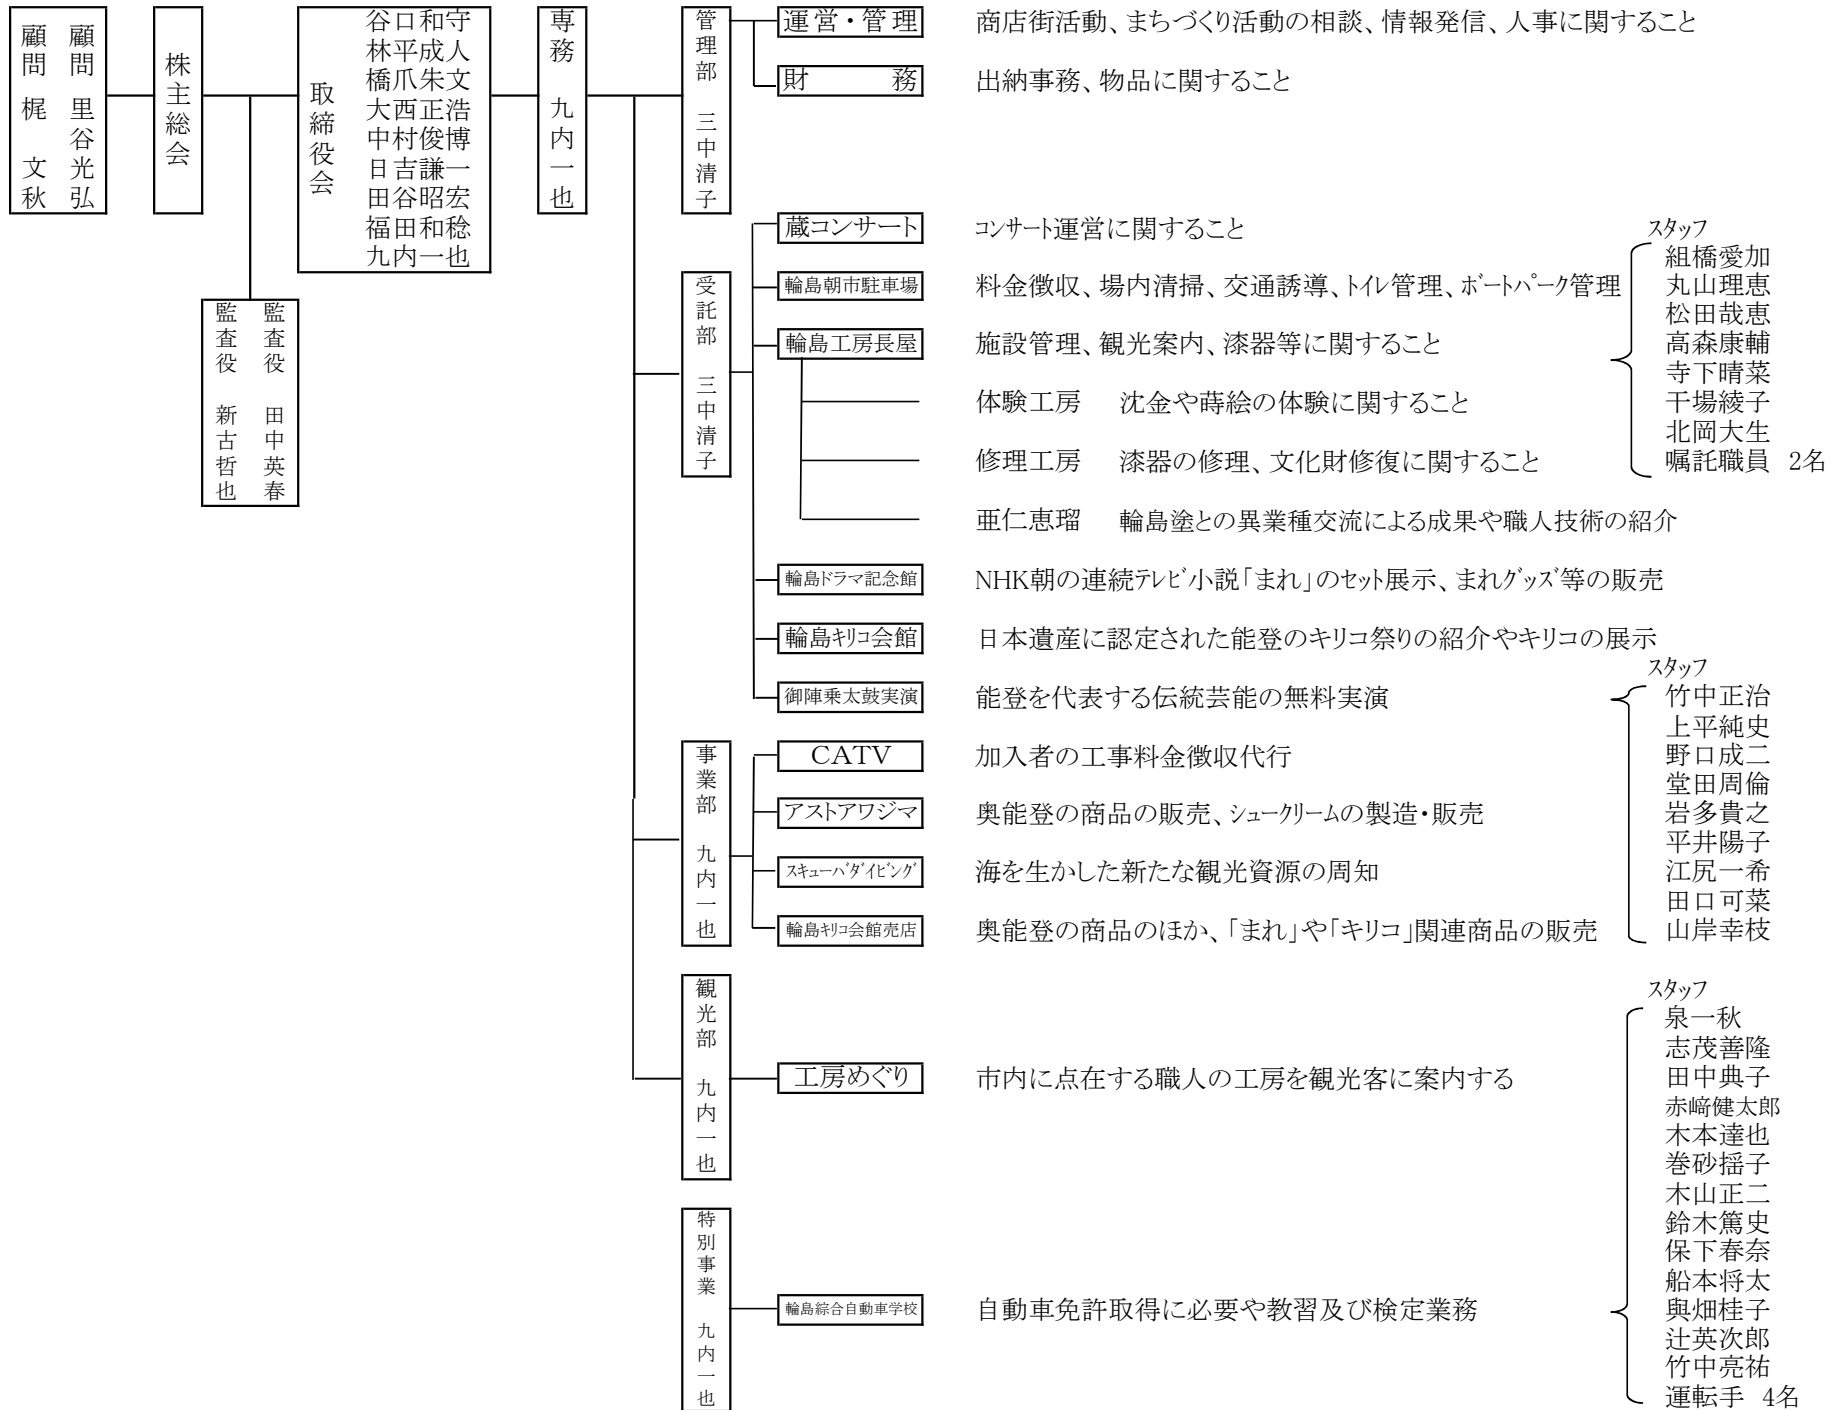 顧問 里谷光弘
顧問 梶 文秋
株主総会
監査役 田中英春
監査役 新古哲也
取締役会
谷口和守
林平成人
橋爪朱文
大西正浩
中村俊博
日吉謙一
田谷昭宏
福田和稔
九内一也
専務 九内一也
管理部 三中清子
運営・管理 商店街活動、まちづくり活動の相談、情報発信、人事に関すること
財務 出納事務、物品に関すること
受託部 三中清子
蔵コンサート コンサート運営に関すること
輪島朝市駐車場 料金徴収、場内清掃、交通誘導、トイレ管理、ボートパーク管理
輪島工房長屋 施設管理、観光案内、漆器等に関すること
体験工房 沈金や蒔絵の体験に関すること
修理工房 漆器の修理、文化財修復に関すること
亜仁恵瑠 輪島塗との異業種交流による成果や職人技術の紹介
輪島ドラマ記念館 NHK朝の連続テレビ小説「まれ」のセット展示、まれグッズ等の販売
輪島キリコ会館 日本遺産に認定された能登のキリコ祭りの紹介やキリコの展示
御陣乗太鼓実演 能登を代表する伝統芸能の無料実演
スタッフ
組橋愛加
丸山理恵
松田哉恵
高森康輔
寺下晴菜
干場綾子
北岡大生
嘱託職員 2名
事業部 九内一也
CATV 加入者の工事料金徴収代行
アストアワジマ 奥能登の商品の販売、シュークリームの製造・販売
スキューバダイビング 海を生かした新たな観光資源の周知
輪島キリコ会館売店 奥能登の商品のほか、「まれ」や「キリコ」関連商品の販売
スタッフ
竹中正治
上平純史
野口成二
堂田周倫
岩多貴之
平井陽子
江尻一希
田口可菜
山岸幸枝
観光部 九内一也
工房めぐり 市内に点在する職人の工房を観光客に案内する
特別事業 九内一也
輪島綜合自動車学校 自動車免許取得に必要や教習及び検定業務
スタッフ
泉一秋
志茂善隆
田中典子
赤﨑健太郎
木本達也
巻砂揺子
木山正二
鈴木篤史
保下春奈
船本将太
與畑桂子
辻英次郎
竹中亮祐
運転手 4名